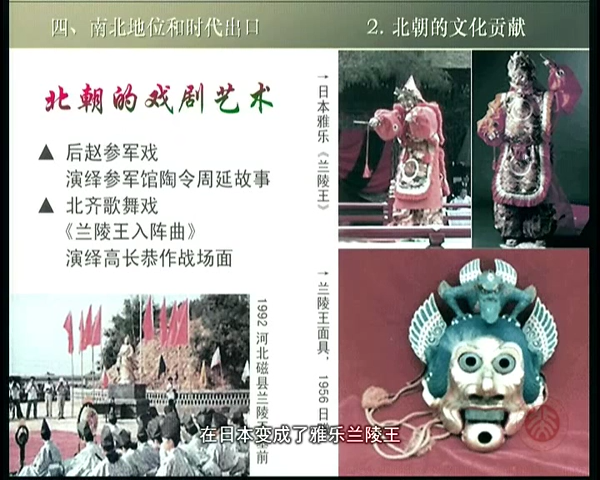 四、南北地位和时代出口
2. 北朝的文化贡献
北朝的戏剧艺术
▲ 后赵参军戏
演绎参军馆陶令周延故事
▲ 北齐歌舞戏
《兰陵王入阵曲》
演绎高长恭作战场面
→日本雅乐《兰陵王》
→兰陵王面具，1956 日
1992 河北磁县兰陵
前
在日本变成了雅乐兰陵王